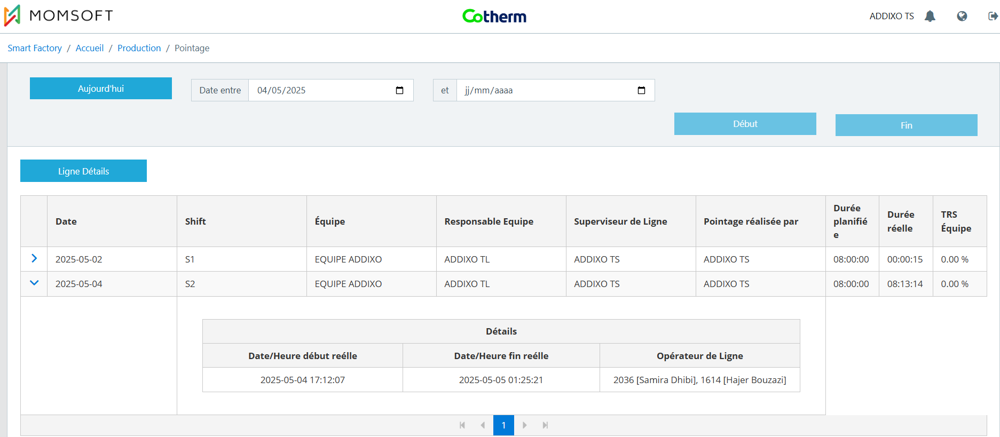 MOMSOFT
Cotherm
ADDIXO TS
Smart Factory / Accueil / Production / Pointage
Aujourd'hui
Date entre 04/05/2025
et jj/mm/aaaa
Début
Fin
Ligne Détails
Date Shift Équipe Responsable Equipe Superviseur de Ligne Pointage réalisée par Durée planifié e Durée réelle TRS Équipe
2025-05-02 S1 EQUIPE ADDIXO ADDIXO TL ADDIXO TS ADDIXO TS 08:00:00 00:00:15 0.00 %
2025-05-04 S2 EQUIPE ADDIXO ADDIXO TL ADDIXO TS ADDIXO TS 08:00:00 08:13:14 0.00 %
Détails
Date/Heure début reélle Date/Heure fin reélle Opérateur de Ligne
2025-05-04 17:12:07 2025-05-05 01:25:21 2036 [Samira Dhibi], 1614 [Hajer Bouzazi]
1